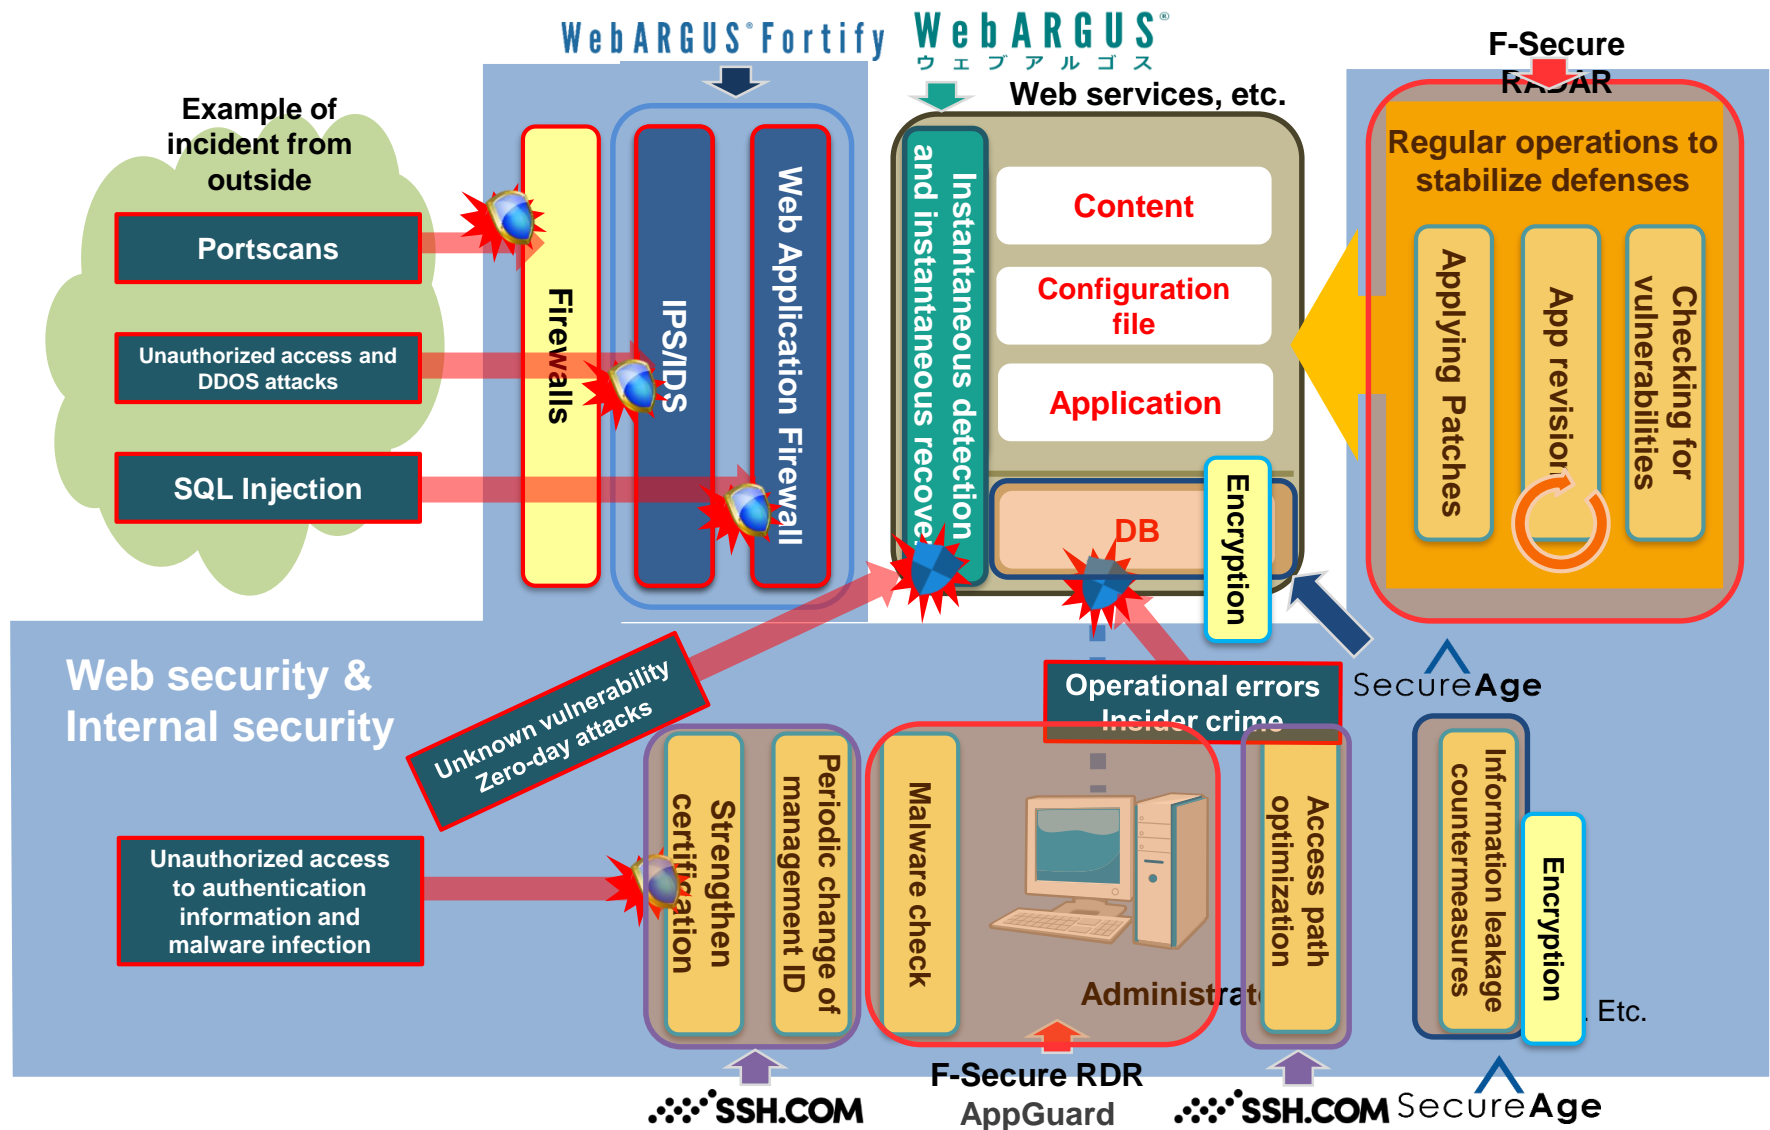 WebARGUS® Fortify
WebARGUS®
ウェブアルゴス
F-Secure
RADAR
Example of
incident from
outside
Web services, etc.
Portscans
Unauthorized access and
DDOS attacks
SQL Injection
Firewalls
IPS/IDS
Web Application Firewall
Instantaneous detection
and instantaneous recove
Content
Configuration
file
Application
DB
Encryption
Regular operations to
stabilize defenses
Applying Patches
App revision
Checking for
vulnerabilities
Web security &
Internal security
Unknown vulnerability
Zero-day attacks
Operational errors
Insider crime
SecureAge
Unauthorized access
to authentication
information and
malware infection
Strengthen
certification
Periodic change of
management ID
Malware check
Administrat
Access path
optimization
Information leakage
countermeasures
Encryption
. Etc.
SSH.COM
F-Secure RDR
AppGuard
SSH.COM
SecureAge